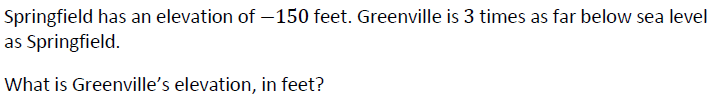 Springfield has an elevation of −150 feet. Greenville is 3 times as far below sea level
as Springfield.
What is Greenville's elevation, in feet?